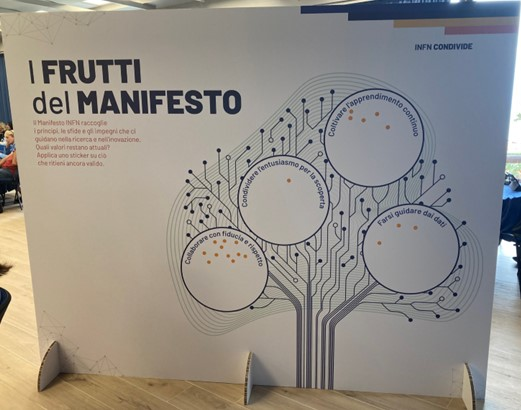 INFN CONDIVIDE
I FRUTTI
del MANIFESTO
Il Manifesto INFN raccoglie
i principi, le sfide e gli impegni che ci
guidano nella ricerca e nell'innovazione.
Quali valori restano attuali?
Applica uno sticker su ciò
che ritieni ancora valido.
Coltivare l'apprendimento continuo
Condividere l'entusiasmo per la scoperta
Farsi guidare dai dati
Collaborare con fiducia e rispetto